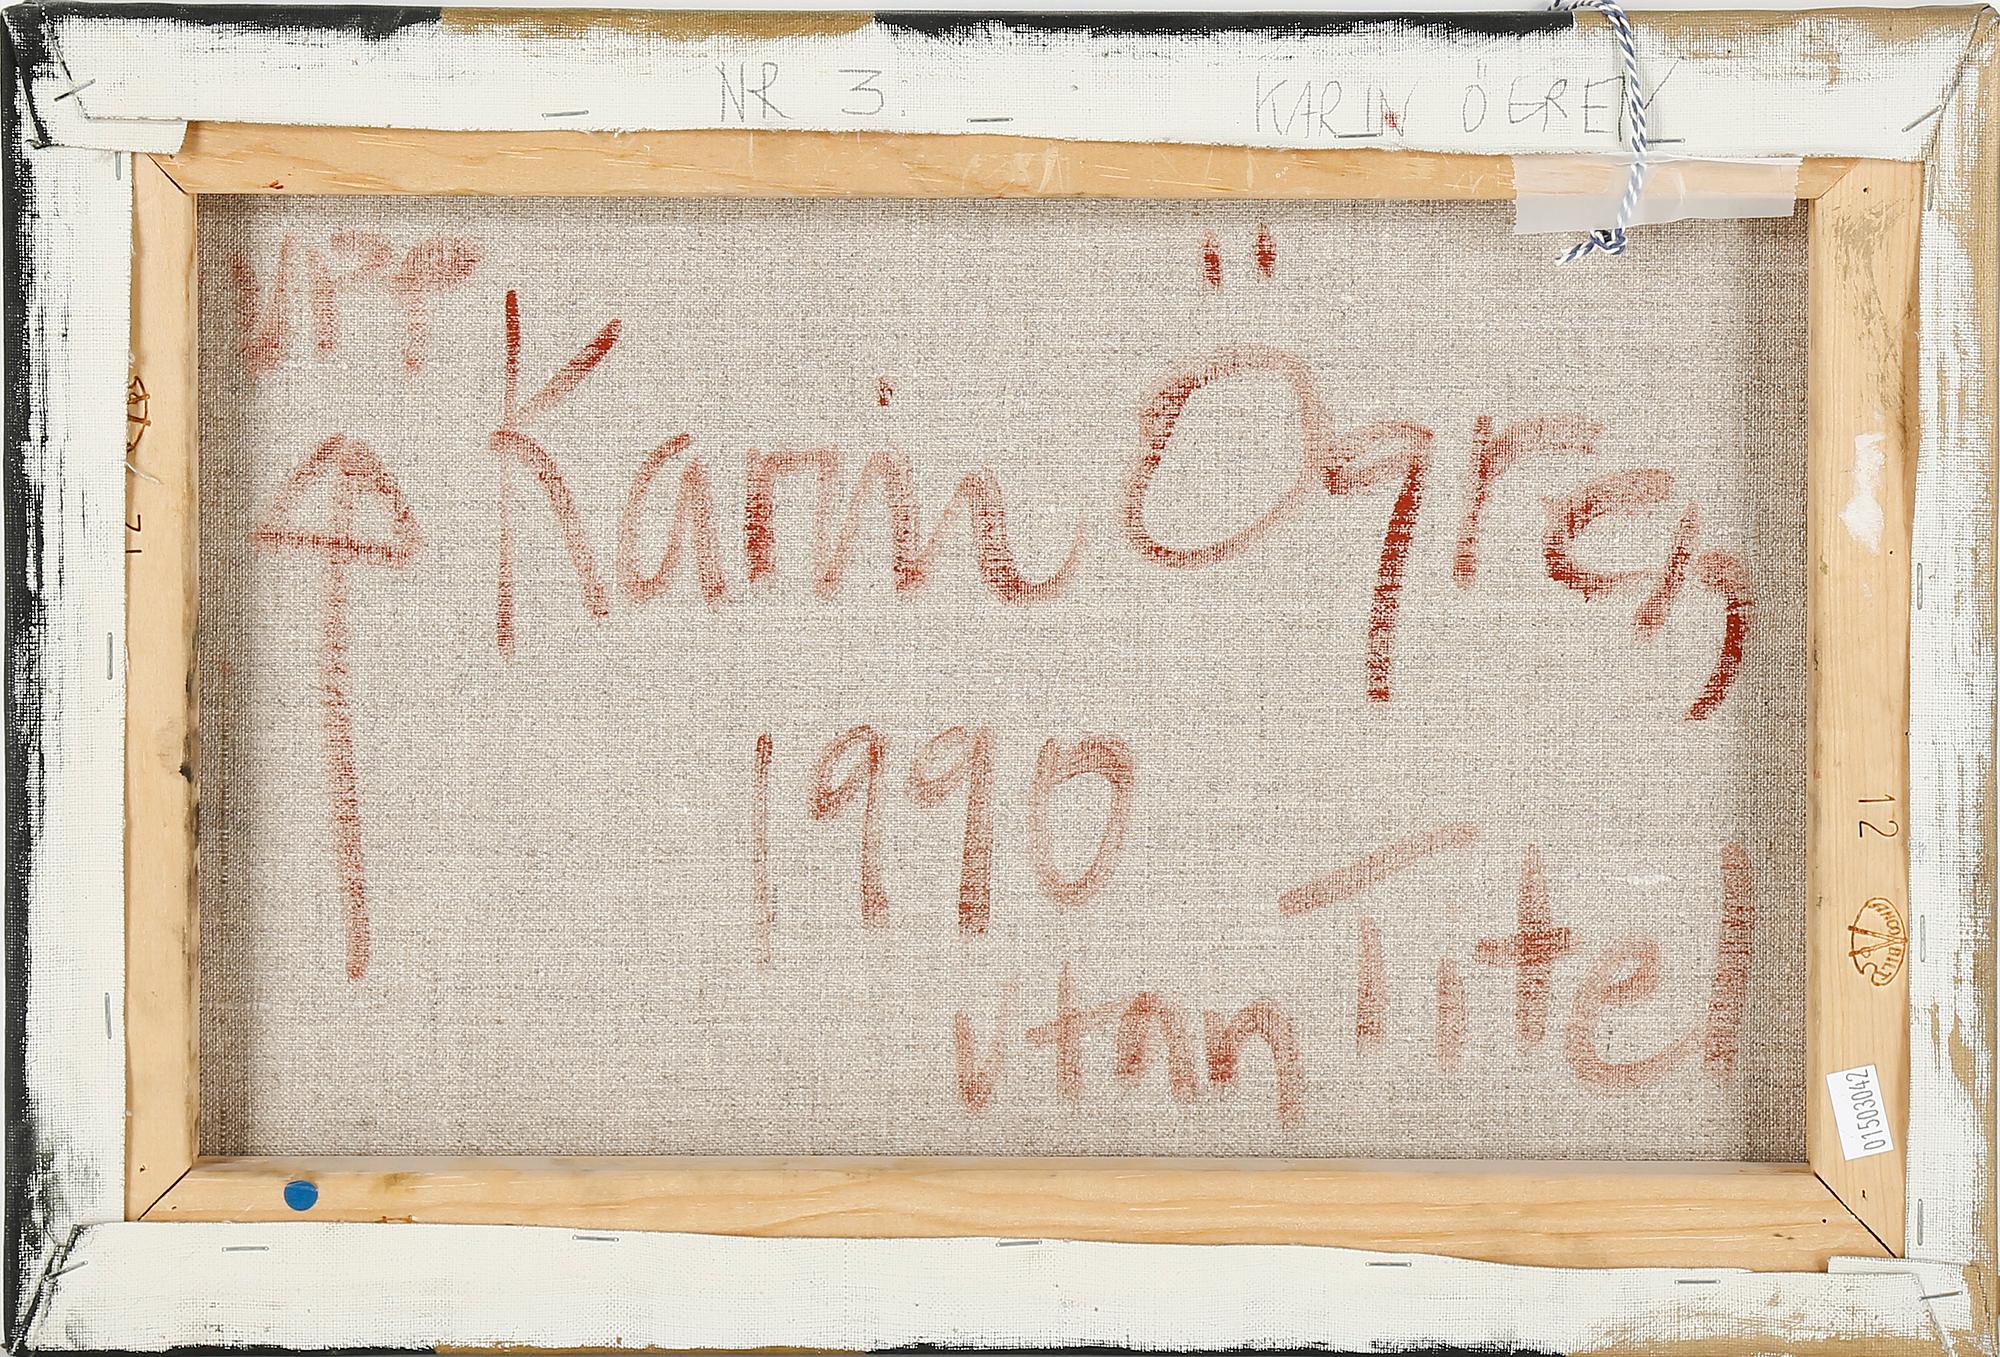 NR 3. KARIN ÖGREN
UPP
Karin Ögren
1990
utan Titel
12
01503042